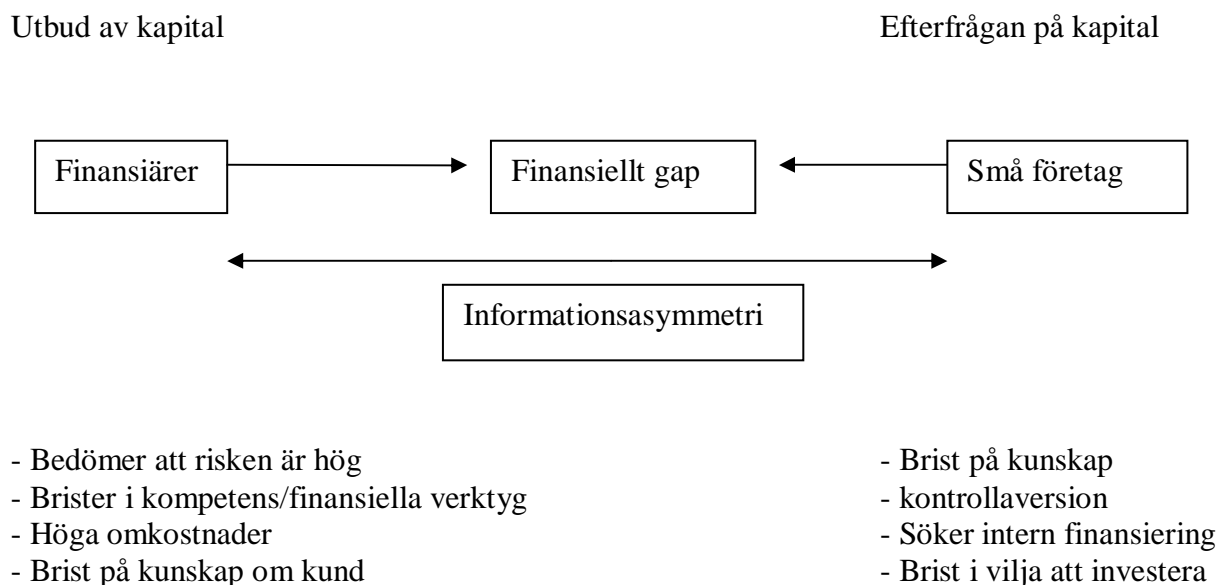 Utbud av kapital
Efterfrågan på kapital
Finansiärer
Finansiellt gap
Små företag
Informationsasymmetri
- Bedömer att risken är hög
- Brister i kompetens/finansiella verktyg
- Höga omkostnader
- Brist på kunskap om kund
- Brist på kunskap
- kontrollaversion
- Söker intern finansiering
- Brist i vilja att investera